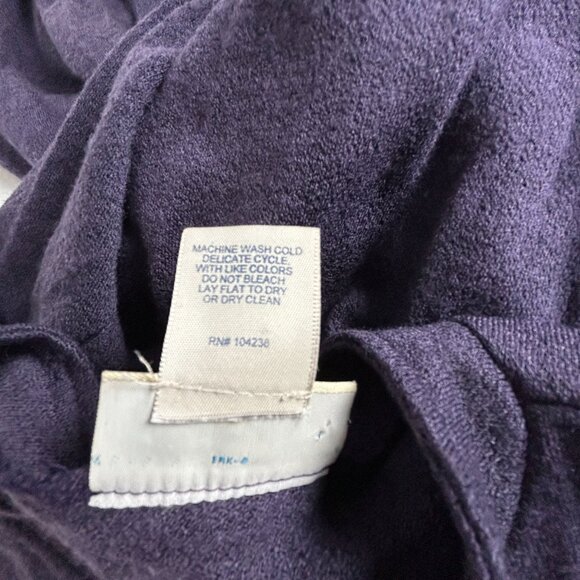 MACHINE WASH COLD
DELICATE CYCLE,
WITH LIKE COLORS
DO NOT BLEACH
LAY FLAT TO DRY
OR DRY CLEAN
RN# 104238